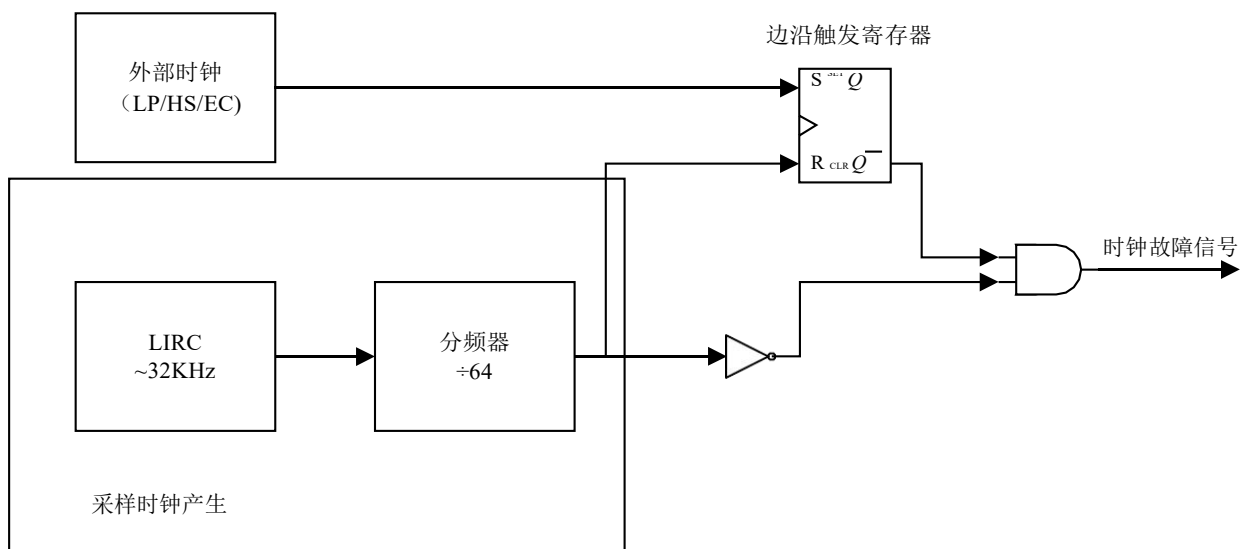 边沿触发寄存器
外部时钟
（LP/HS/EC)
S Q
R CLR Q
时钟故障信号
LIRC
~32KHz
分频器
÷64
采样时钟产生